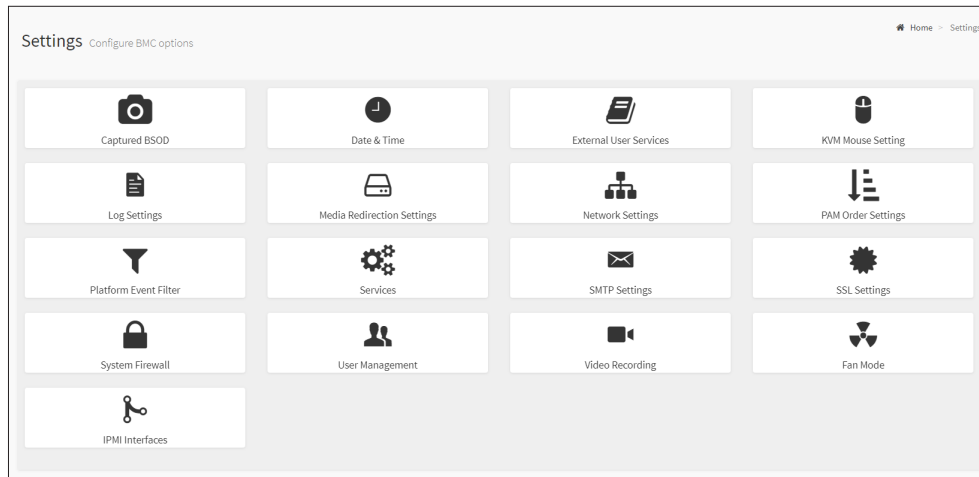 Home > Settings
Settings Configure BMC options
Captured BSOD
Date & Time
External User Services
KVM Mouse Setting
Log Settings
Media Redirection Settings
Network Settings
PAM Order Settings
Platform Event Filter
Services
SMTP Settings
SSL Settings
System Firewall
User Management
Video Recording
Fan Mode
IPMI Interfaces